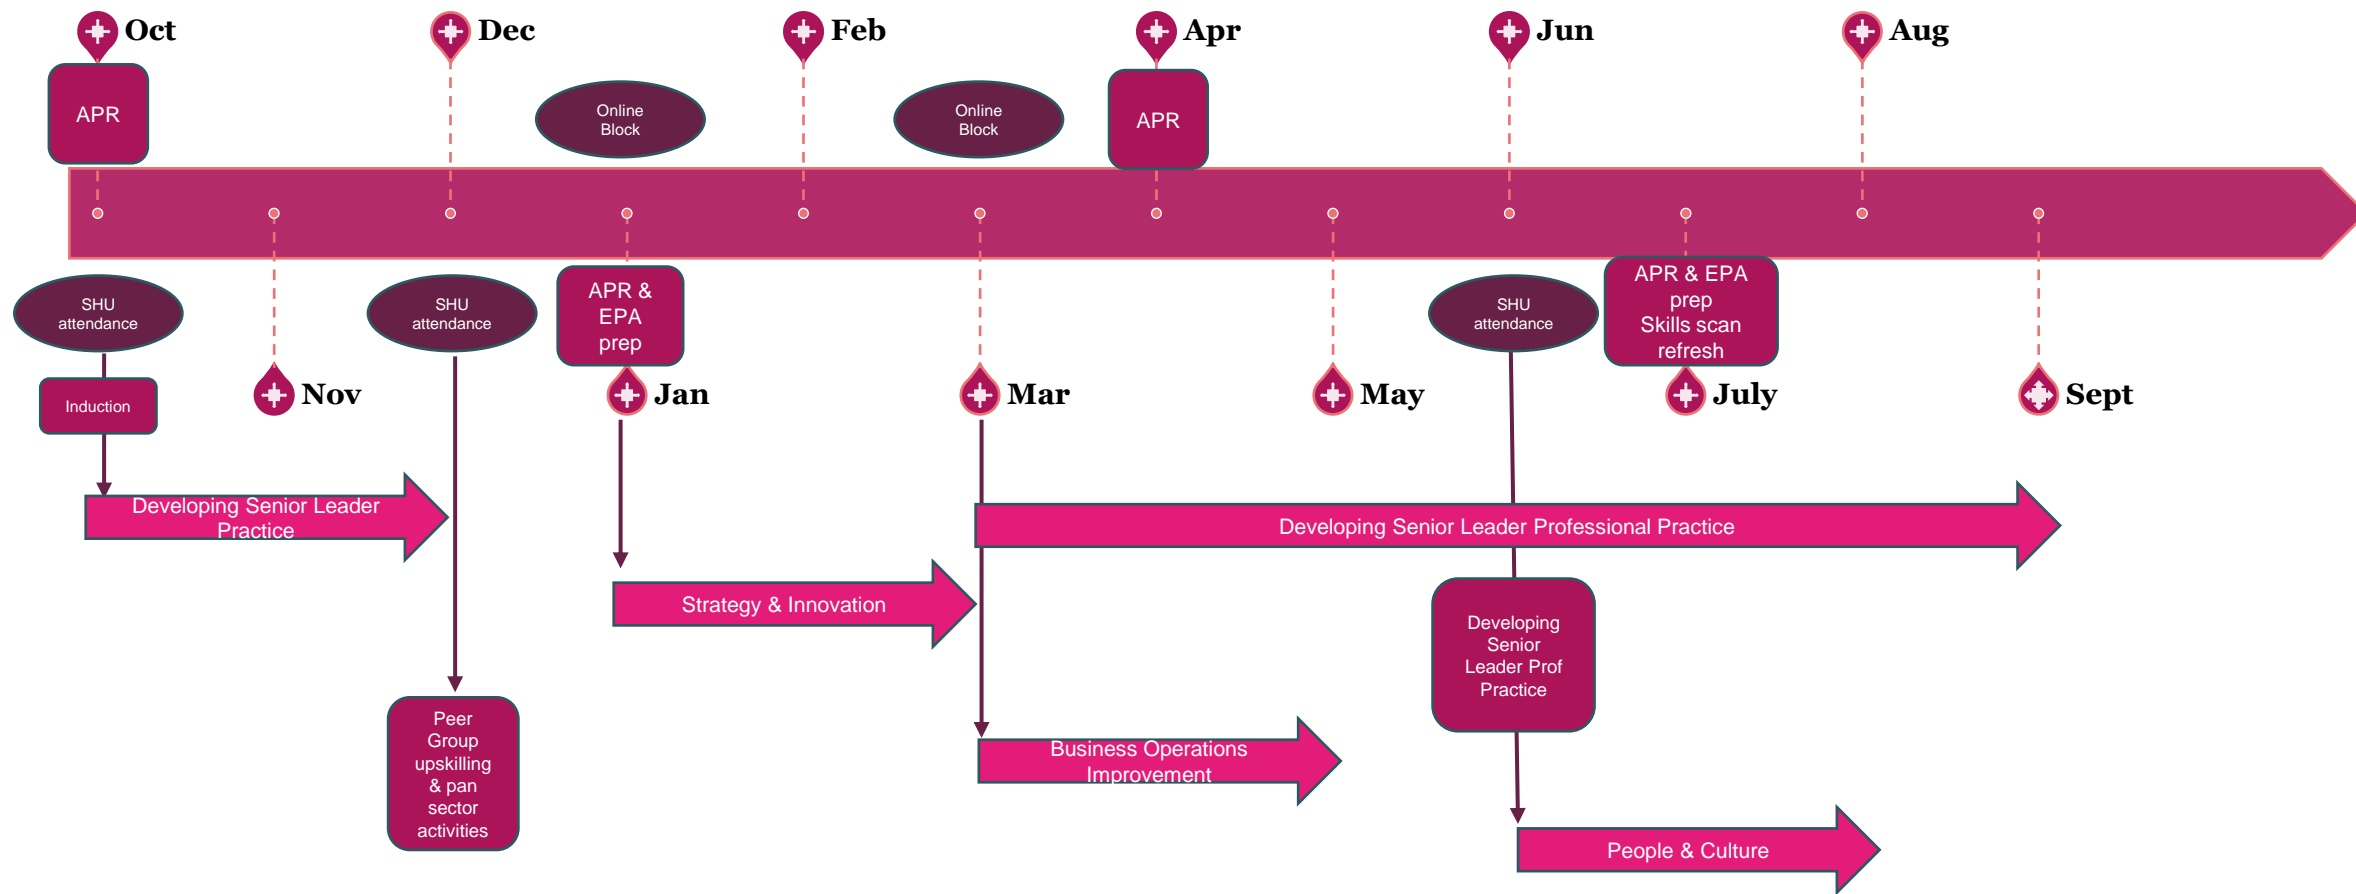 Oct
Dec
Feb
Apr
Jun
Aug
APR
Online
Block
Online
Block
APR
SHU
attendance
SHU
attendance
APR &
EPA
prep
SHU
attendance
APR & EPA
prep
Skills scan
refresh
Induction
Nov
Jan
Mar
May
July
Sept
Developing Senior Leader
Practice
Developing Senior Leader Professional Practice
Strategy & Innovation
Developing
Senior
Leader Prof
Practice
Peer
Group
upskilling
& pan
sector
activities
Business Operations
Improvement
People & Culture